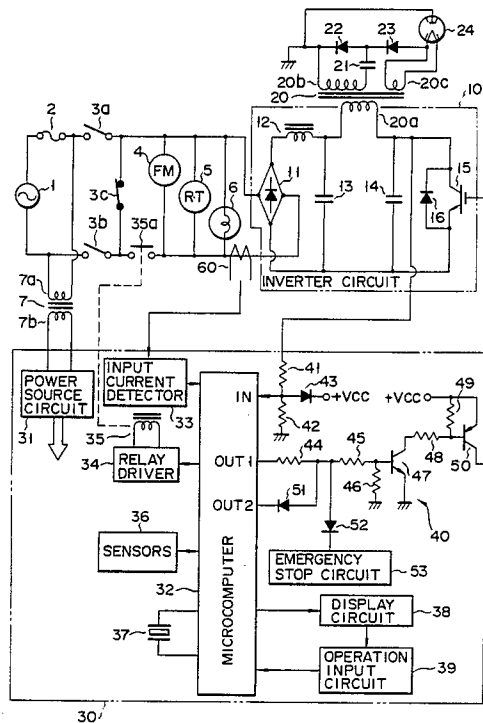 22
23
24
21
20b
20
20c
10
2
3a
12
20a
4
FM
5
R·T
11
15
1
3c
6
13
14
16
3b
35a
60
INVERTER CIRCUIT
7a
7
7b
41
INPUT
CURRENT
DETECTOR
43
49
POWER
SOURCE
CIRCUIT
IN
+VCC
+VCC
31
35
33
42
44
45
48
50
34
RELAY
DRIVER
OUT 1
47
46
51
OUT2
40
36
52
SENSORS
EMERGENCY
STOP CIRCUIT
32
MICROCOMPUTER
53
37
DISPLAY
CIRCUIT
38
OPERATION
INPUT
CIRCUIT
39
30